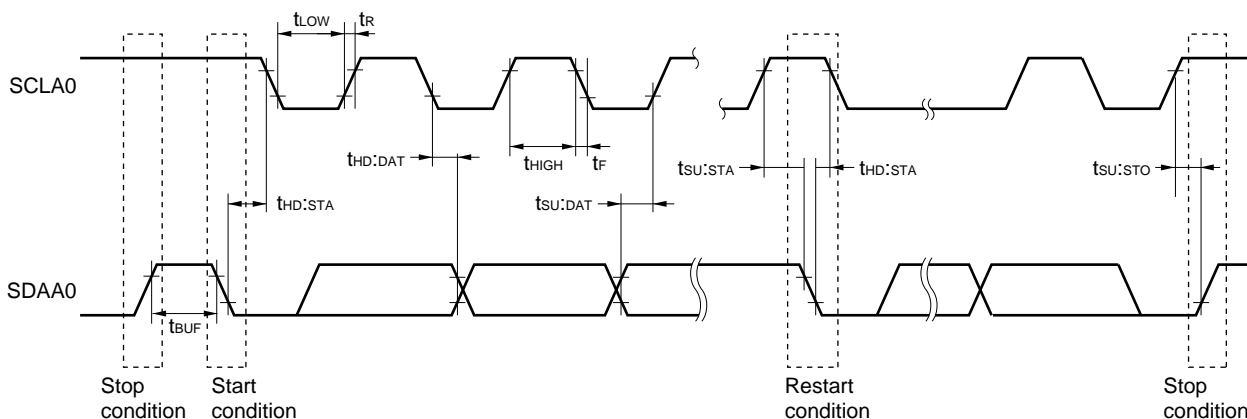 tLOW tR
SCLA0
tHD:DAT tHIGH tF tSU:STA tHD:STA tSU:STO
tHD:STA tSU:DAT
SDAA0
tBUF
Stop condition
Start condition
Restart condition
Stop condition